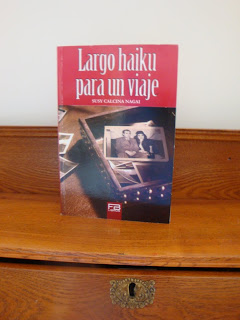 Largo haiku
para un viaje
SUSY CALCINA NAGAI